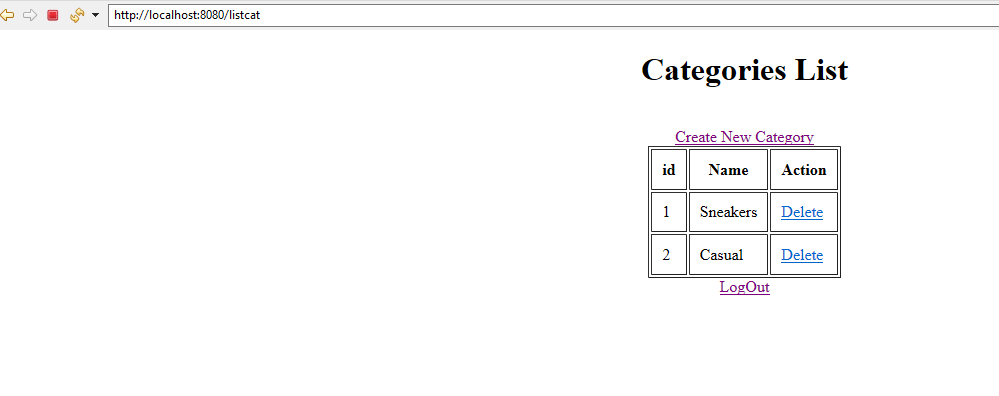 http://localhost:8080/listcat
Categories List
Create New Category
id Name Action
1 Sneakers Delete
2 Casual Delete
LogOut